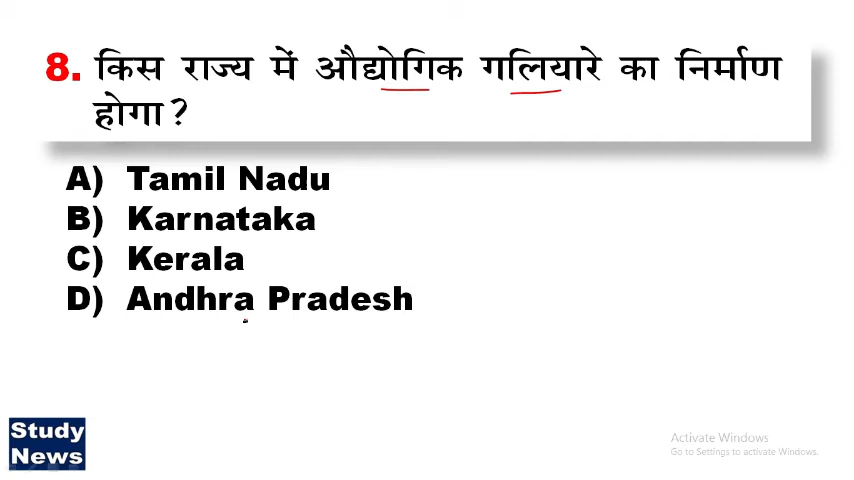 8. किस राज्य में औद्योगिक गलियारे का निर्माण
होगा?
A) Tamil Nadu
B) Karnataka
C) Kerala
D) Andhra Pradesh
Study
News
Activate Windows
Go to Settings to activate Windows.